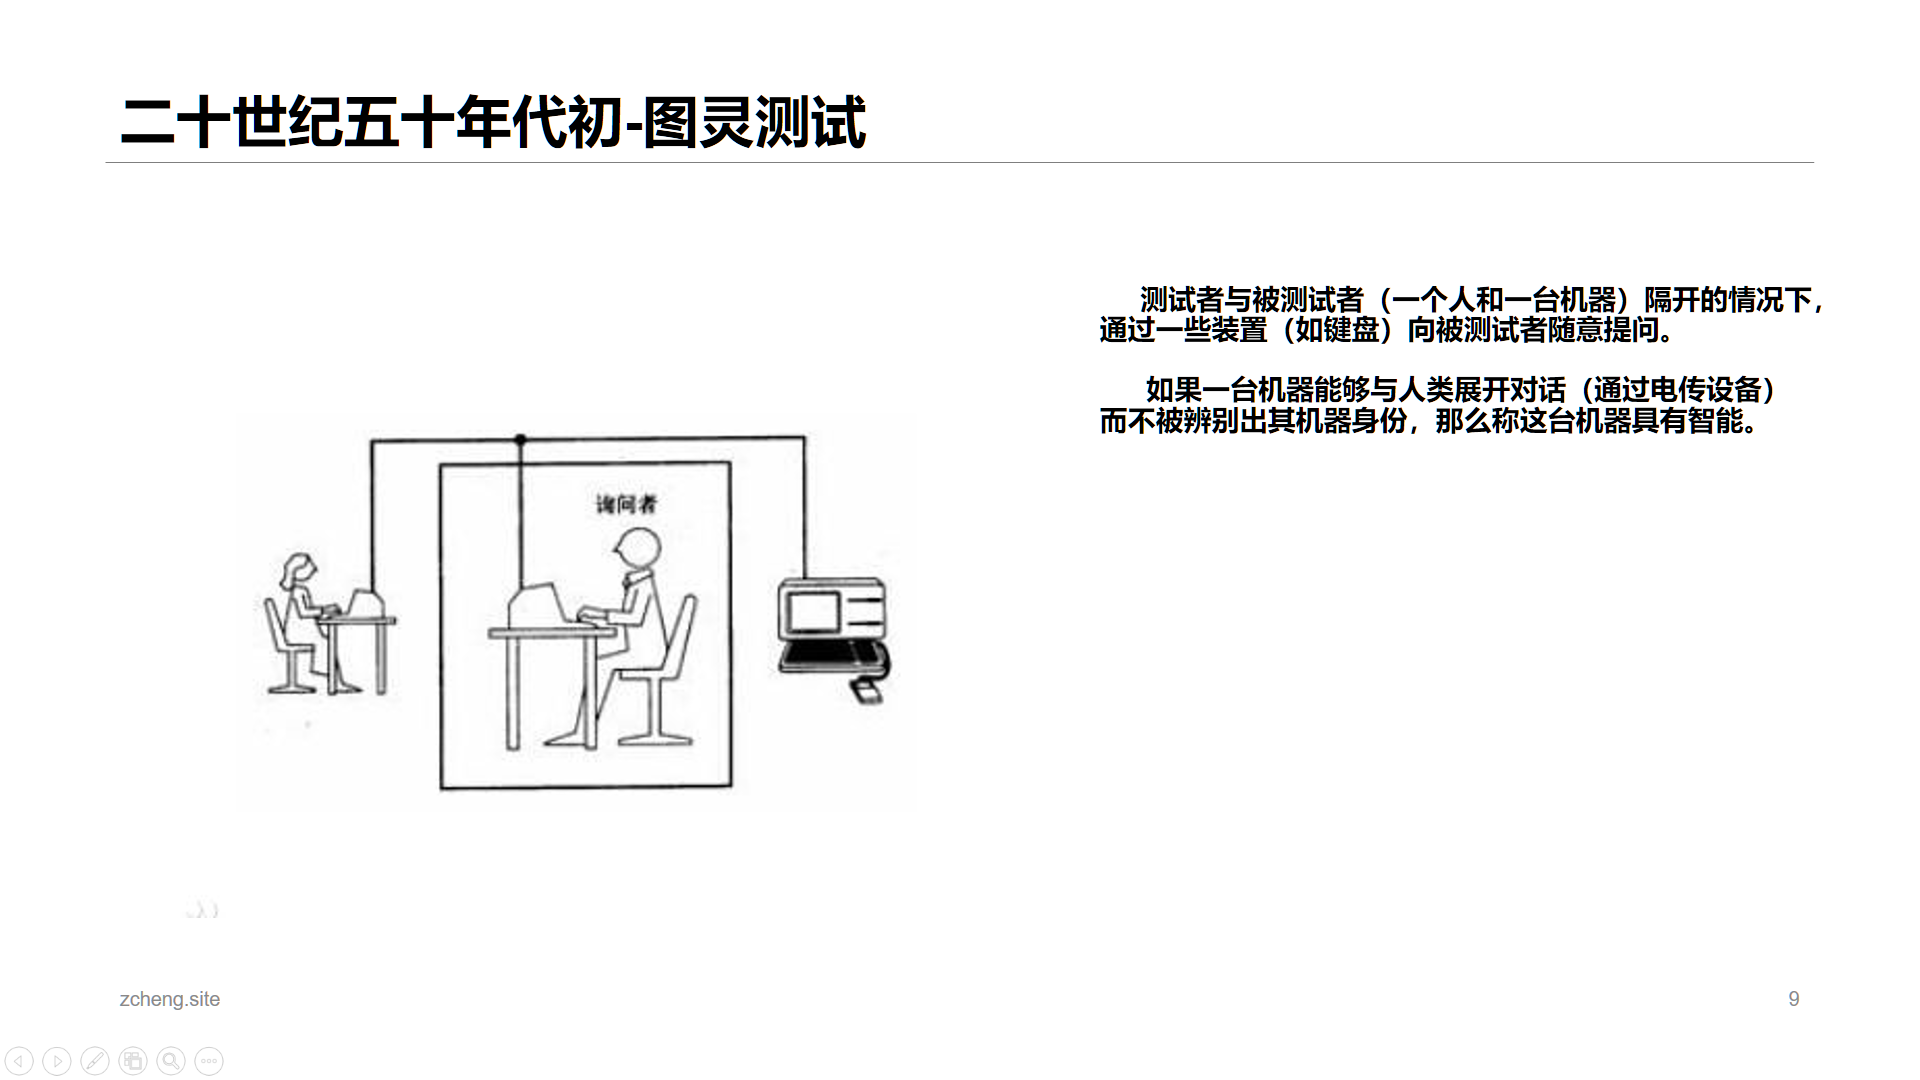 二十世纪五十年代初-图灵测试
测试者与被测试者（一个人和一台机器）隔开的情况下，
通过一些装置（如键盘）向被测试者随意提问。
如果一台机器能够与人类展开对话（通过电传设备）
而不被辨别出其机器身份，那么称这台机器具有智能。
询问者
zcheng.site
9